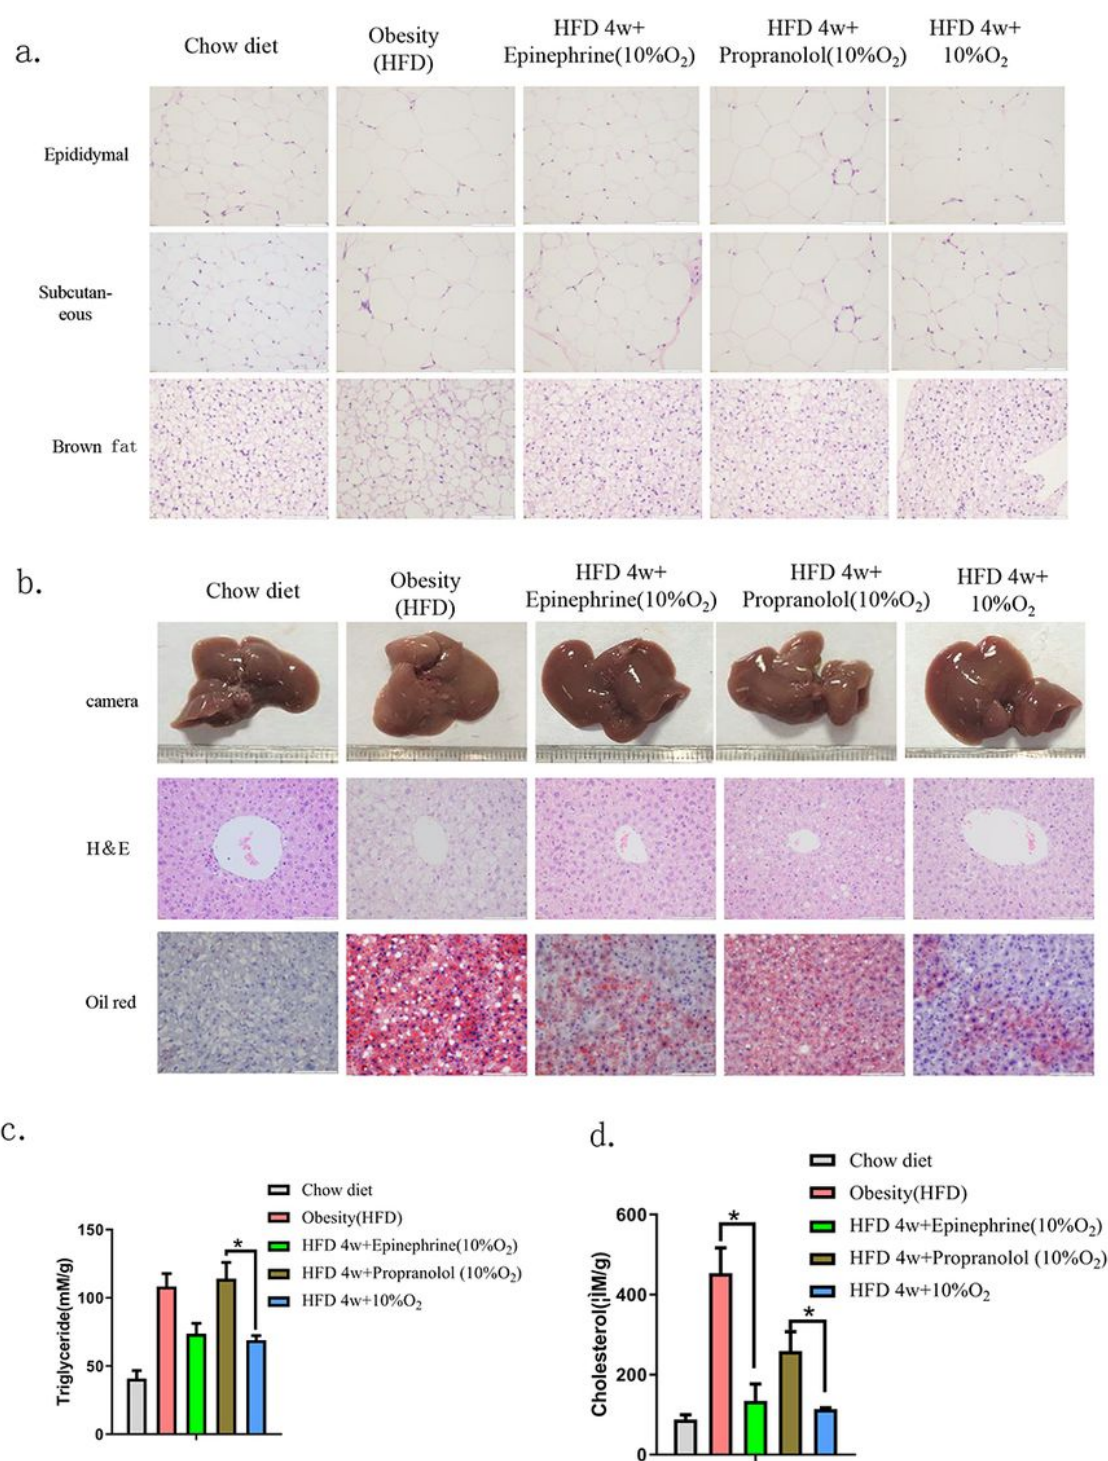 a.
Chow diet
Obesity
(HFD)
HFD 4w+
Epinephrine(10%O₂)
HFD 4w+
Propranolol(10%O₂)
HFD 4w+
10%O₂
Epididymal
Subcutan-
eous
Brown fat
b.
Chow diet
Obesity
(HFD)
HFD 4w+
Epinephrine(10%O₂)
HFD 4w+
Propranolol(10%O₂)
HFD 4w+
10%O₂
camera
H&E
Oil red
c.
Chow diet
Obesity(HFD)
HFD 4w+Epinephrine(10%O₂)
HFD 4w+Propranolol (10%O₂)
HFD 4w+10%O₂
Triglyceride(mM/g)
150
100
50
0
*
d.
Chow diet
Obesity(HFD)
HFD 4w+Epinephrine(10%O₂)
HFD 4w+Propranolol (10%O₂)
HFD 4w+10%O₂
Cholesterol(¦ÌM/g)
600
400
200
0
*
*